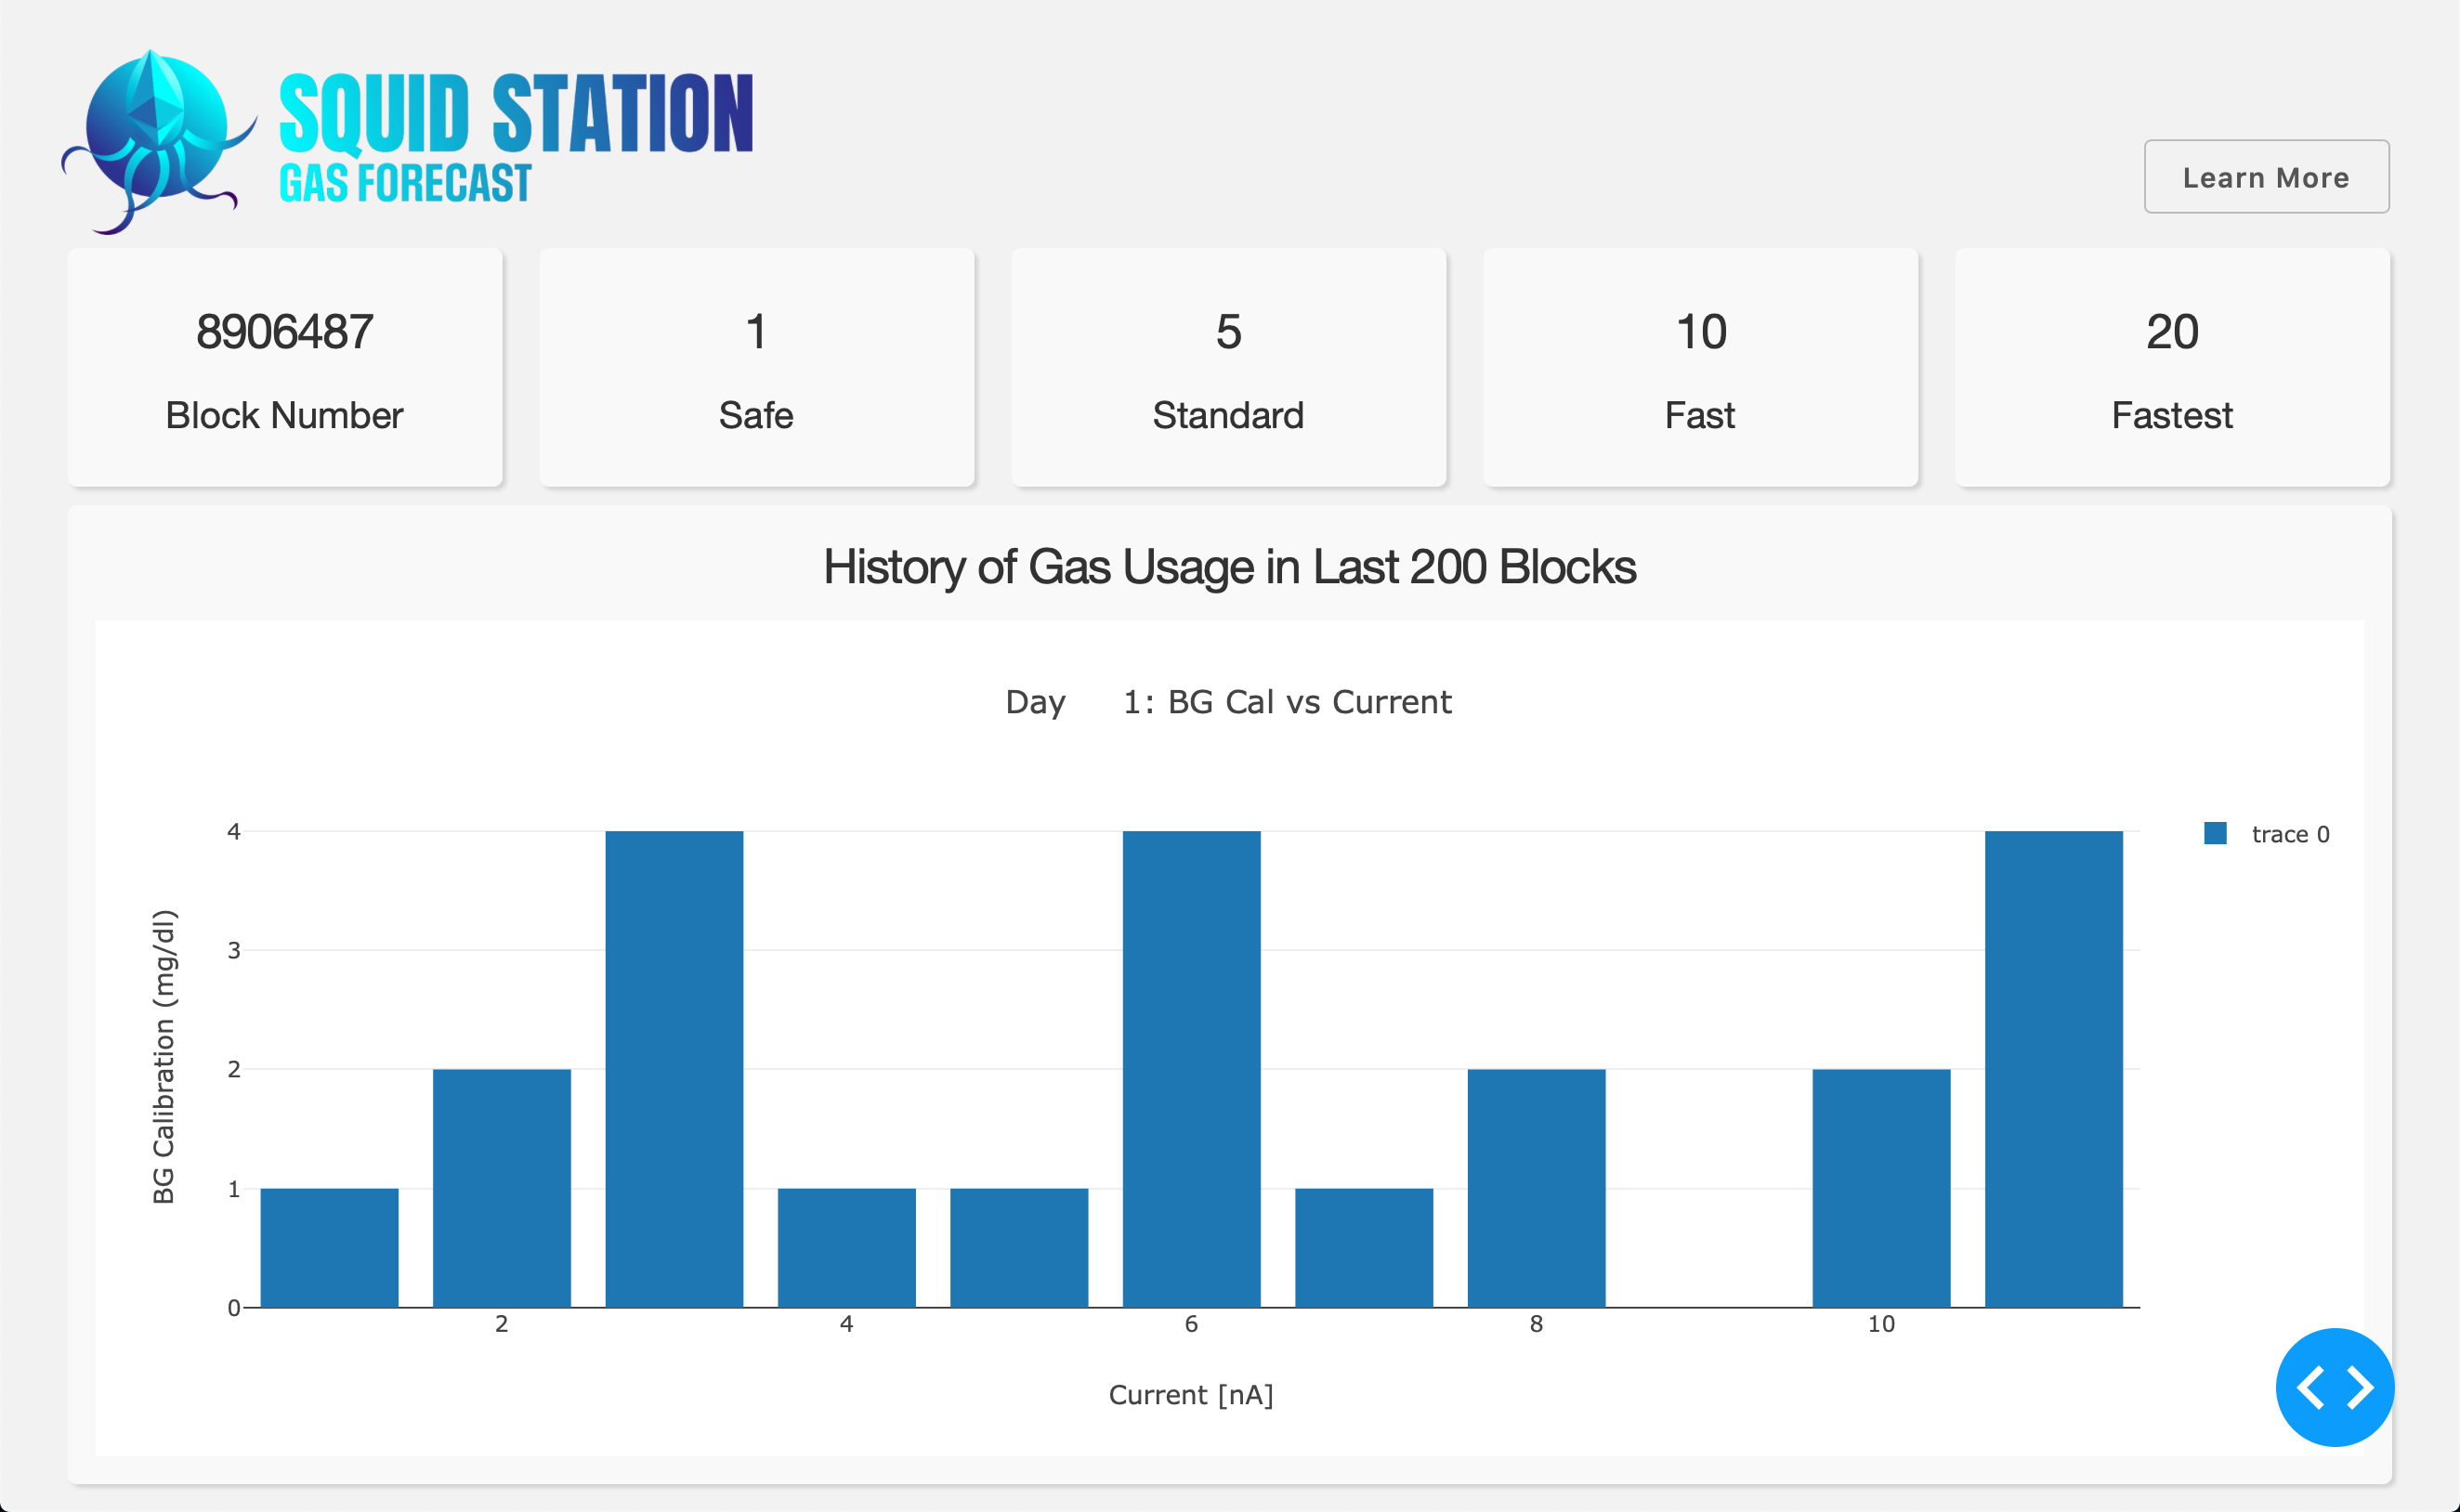 SQUID STATION
GAS FORECAST
Learn More
8906487
Block Number
1
Safe
5
Standard
10
Fast
20
Fastest
History of Gas Usage in Last 200 Blocks
Day 1: BG Cal vs Current
4
3
2
1
0
BG Calibration (mg/dl)
trace 0
2 4 6 8 10
Current [nA]